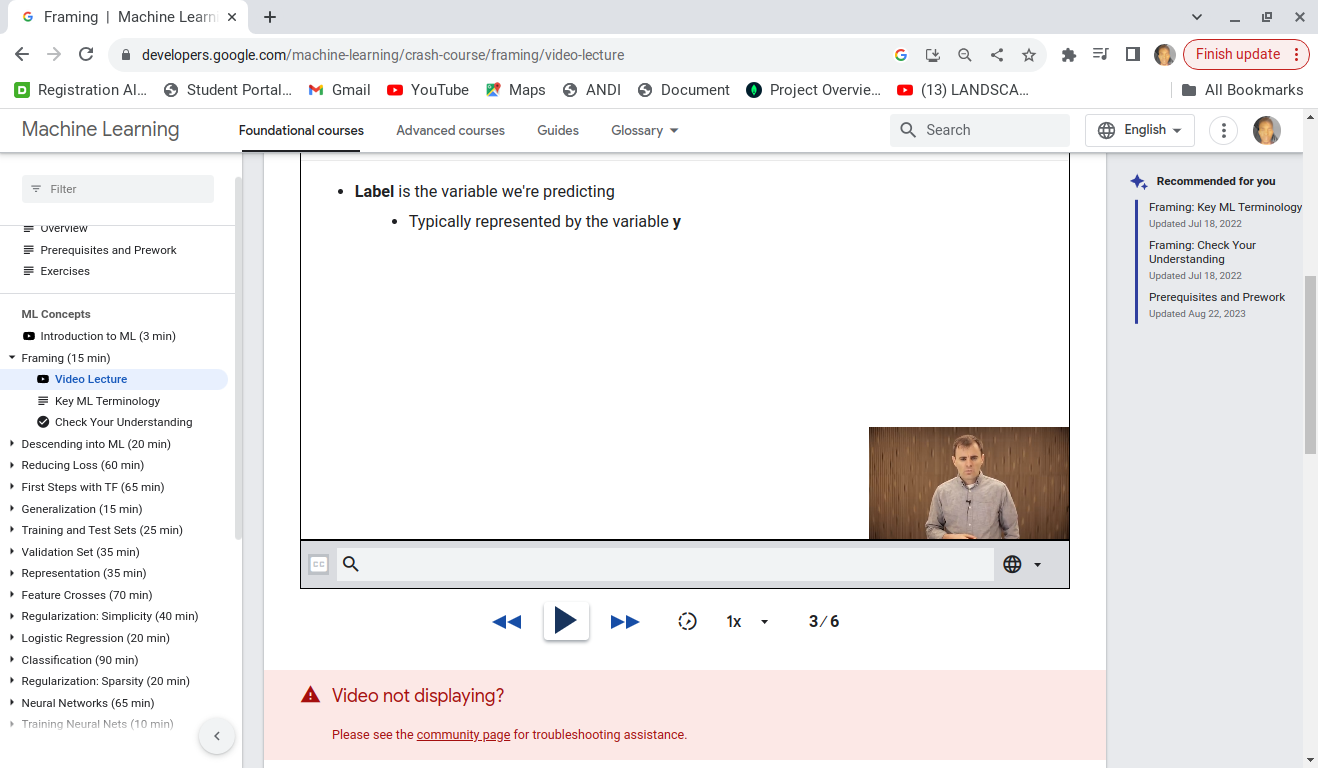 Framing | Machine Learni
developers.google.com/machine-learning/crash-course/framing/video-lecture
Finish update
Registration Al...
Student Portal...
Gmail
YouTube
Maps
ANDI
Document
Project Overvie...
(13) LANDSCA...
All Bookmarks
Machine Learning
Foundational courses
Advanced courses
Guides
Glossary
Search
English
Filter
Overview
Prerequisites and Prework
Exercises
ML Concepts
Introduction to ML (3 min)
Framing (15 min)
Video Lecture
Key ML Terminology
Check Your Understanding
Descending into ML (20 min)
Reducing Loss (60 min)
First Steps with TF (65 min)
Generalization (15 min)
Training and Test Sets (25 min)
Validation Set (35 min)
Representation (35 min)
Feature Crosses (70 min)
Regularization: Simplicity (40 min)
Logistic Regression (20 min)
Classification (90 min)
Regularization: Sparsity (20 min)
Neural Networks (65 min)
Training Neural Nets (10 min)
• Label is the variable we're predicting
• Typically represented by the variable y
CC
1x
3 / 6
Video not displaying?
Please see the community page for troubleshooting assistance.
Recommended for you
Framing: Key ML Terminology
Updated Jul 18, 2022
Framing: Check Your
Understanding
Updated Jul 18, 2022
Prerequisites and Prework
Updated Aug 22, 2023